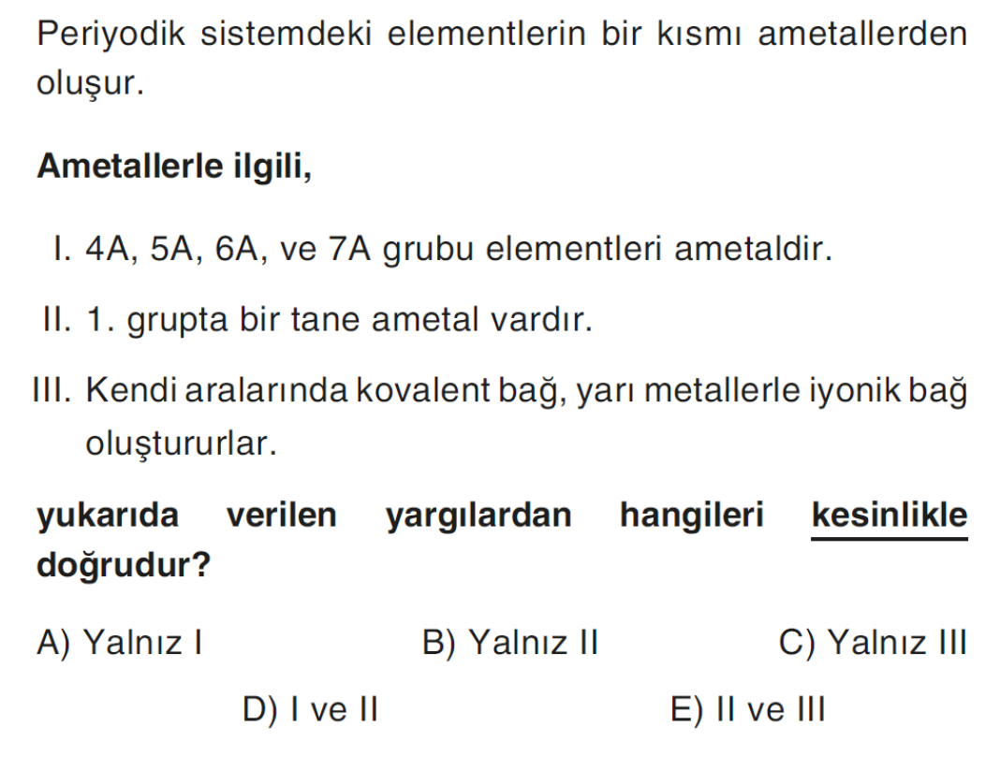 Periyodik sistemdeki elementlerin bir kısmı ametallerden
oluşur.
Ametallerle ilgili,
I. 4A, 5A, 6A, ve 7A grubu elementleri ametaldir.
II. 1. grupta bir tane ametal vardır.
III. Kendi aralarında kovalent bağ, yarı metallerle iyonik bağ
oluştururlar.
yukarıda verilen yargılardan hangileri kesinlikle
doğrudur?
A) Yalnız I B) Yalnız II C) Yalnız III
D) I ve II E) II ve III